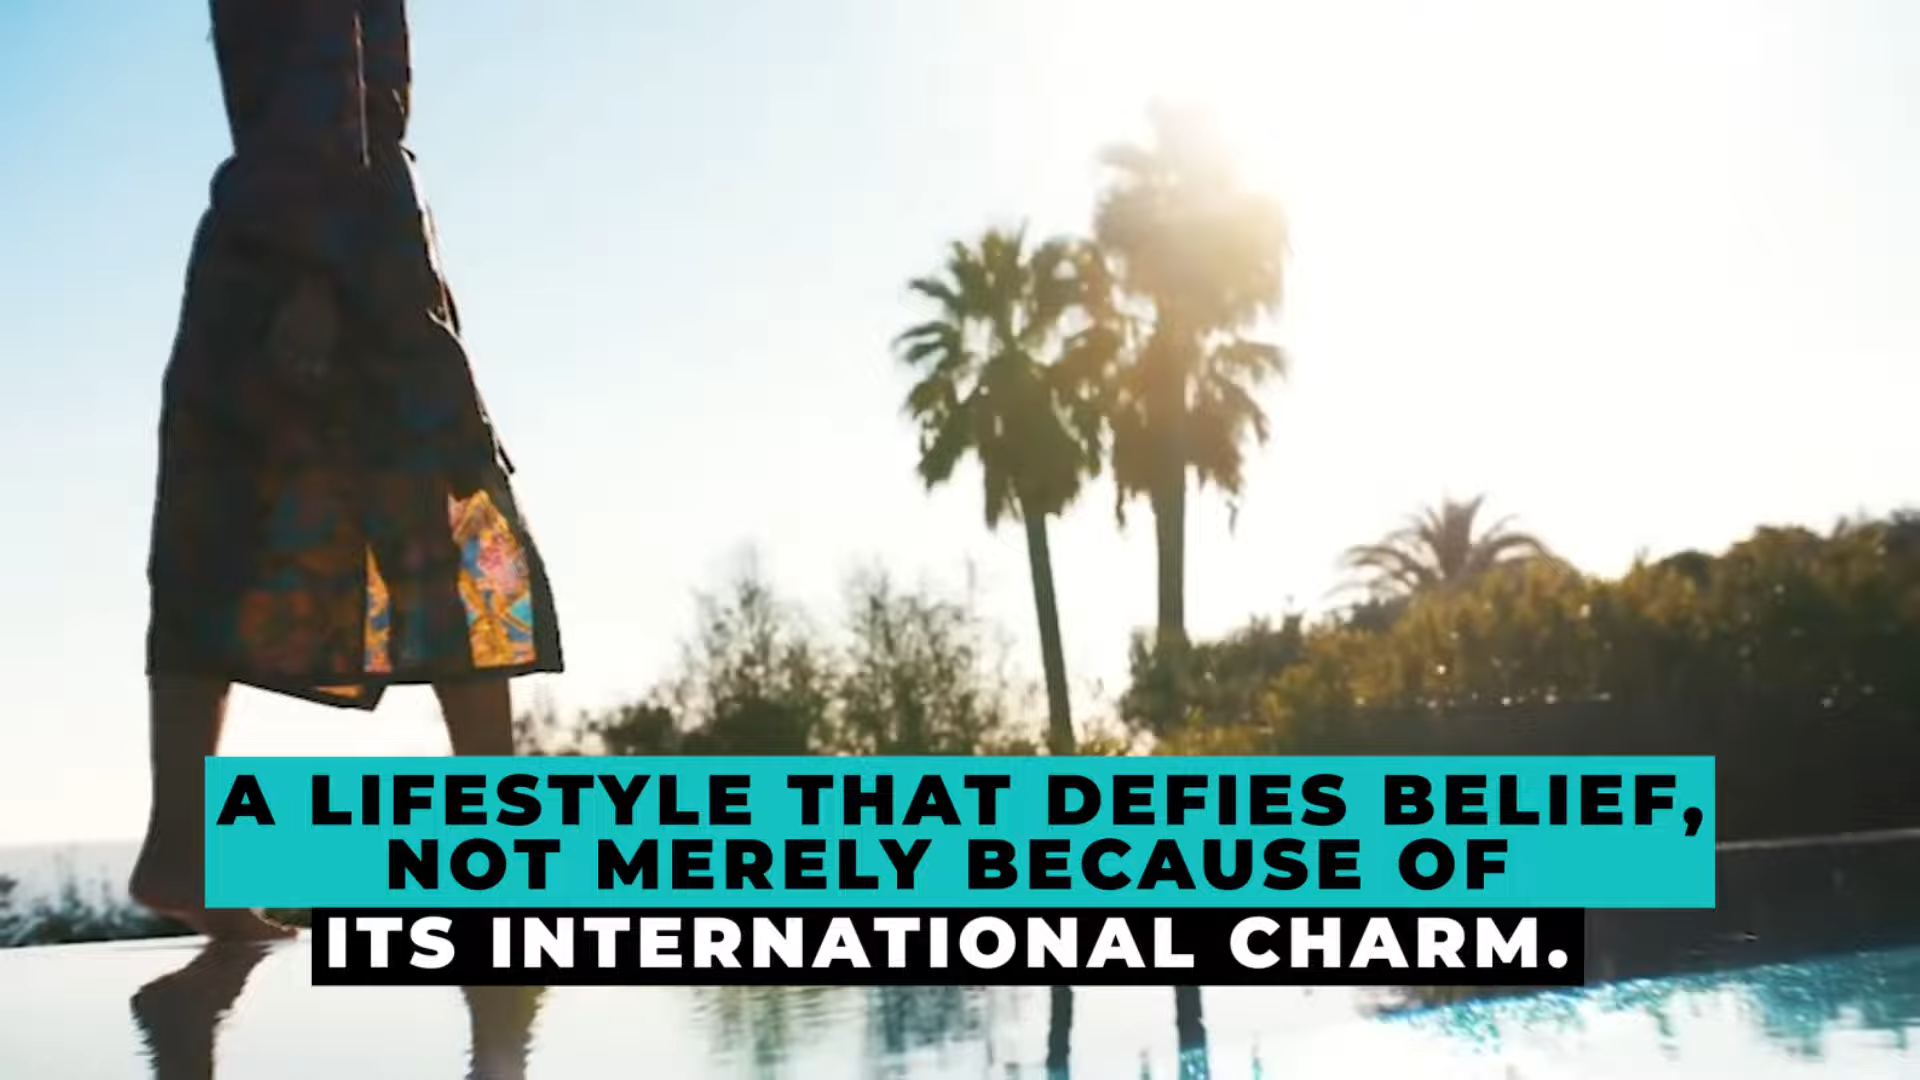 A LIFESTYLE THAT DEFIES BELIEF,
NOT MERELY BECAUSE OF
ITS INTERNATIONAL CHARM.